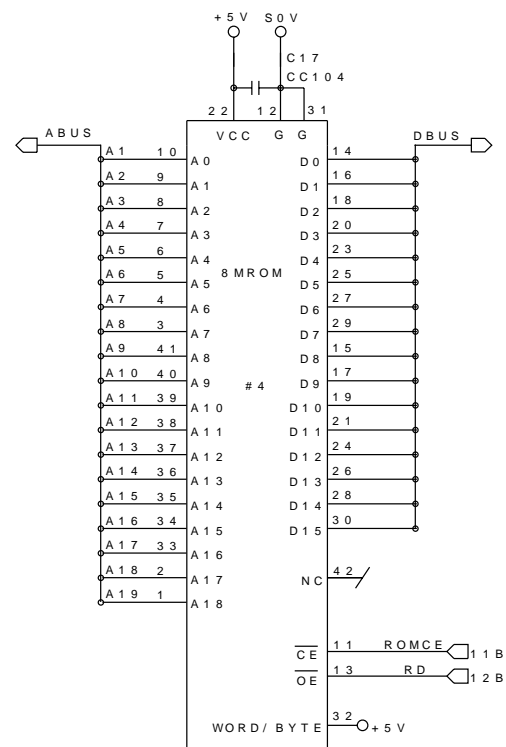 +5V S0V
C17
CC104
22 12 31
VCC G G
ABUS DBUS
A1 10 A0 D0 14
A2 9 A1 D1 16
A3 8 A2 D2 18
A4 7 A3 D3 20
A5 6 A4 D4 23
A6 5 A5 D5 25
8MROM
A7 4 A6 D6 27
A8 3 A7 D7 29
A9 41 A8 D8 15
A10 40 A9 D9 17
#4
A11 39 A10 D10 19
A12 38 A11 D11 21
A13 37 A12 D12 24
A14 36 A13 D13 26
A15 35 A14 D14 28
A16 34 A15 D15 30
A17 33 A16
A18 2 A17 NC 42
A19 1 A18
CE 11 ROMCE 11B
OE 13 RD 12B
WORD/BYTE 32 +5V